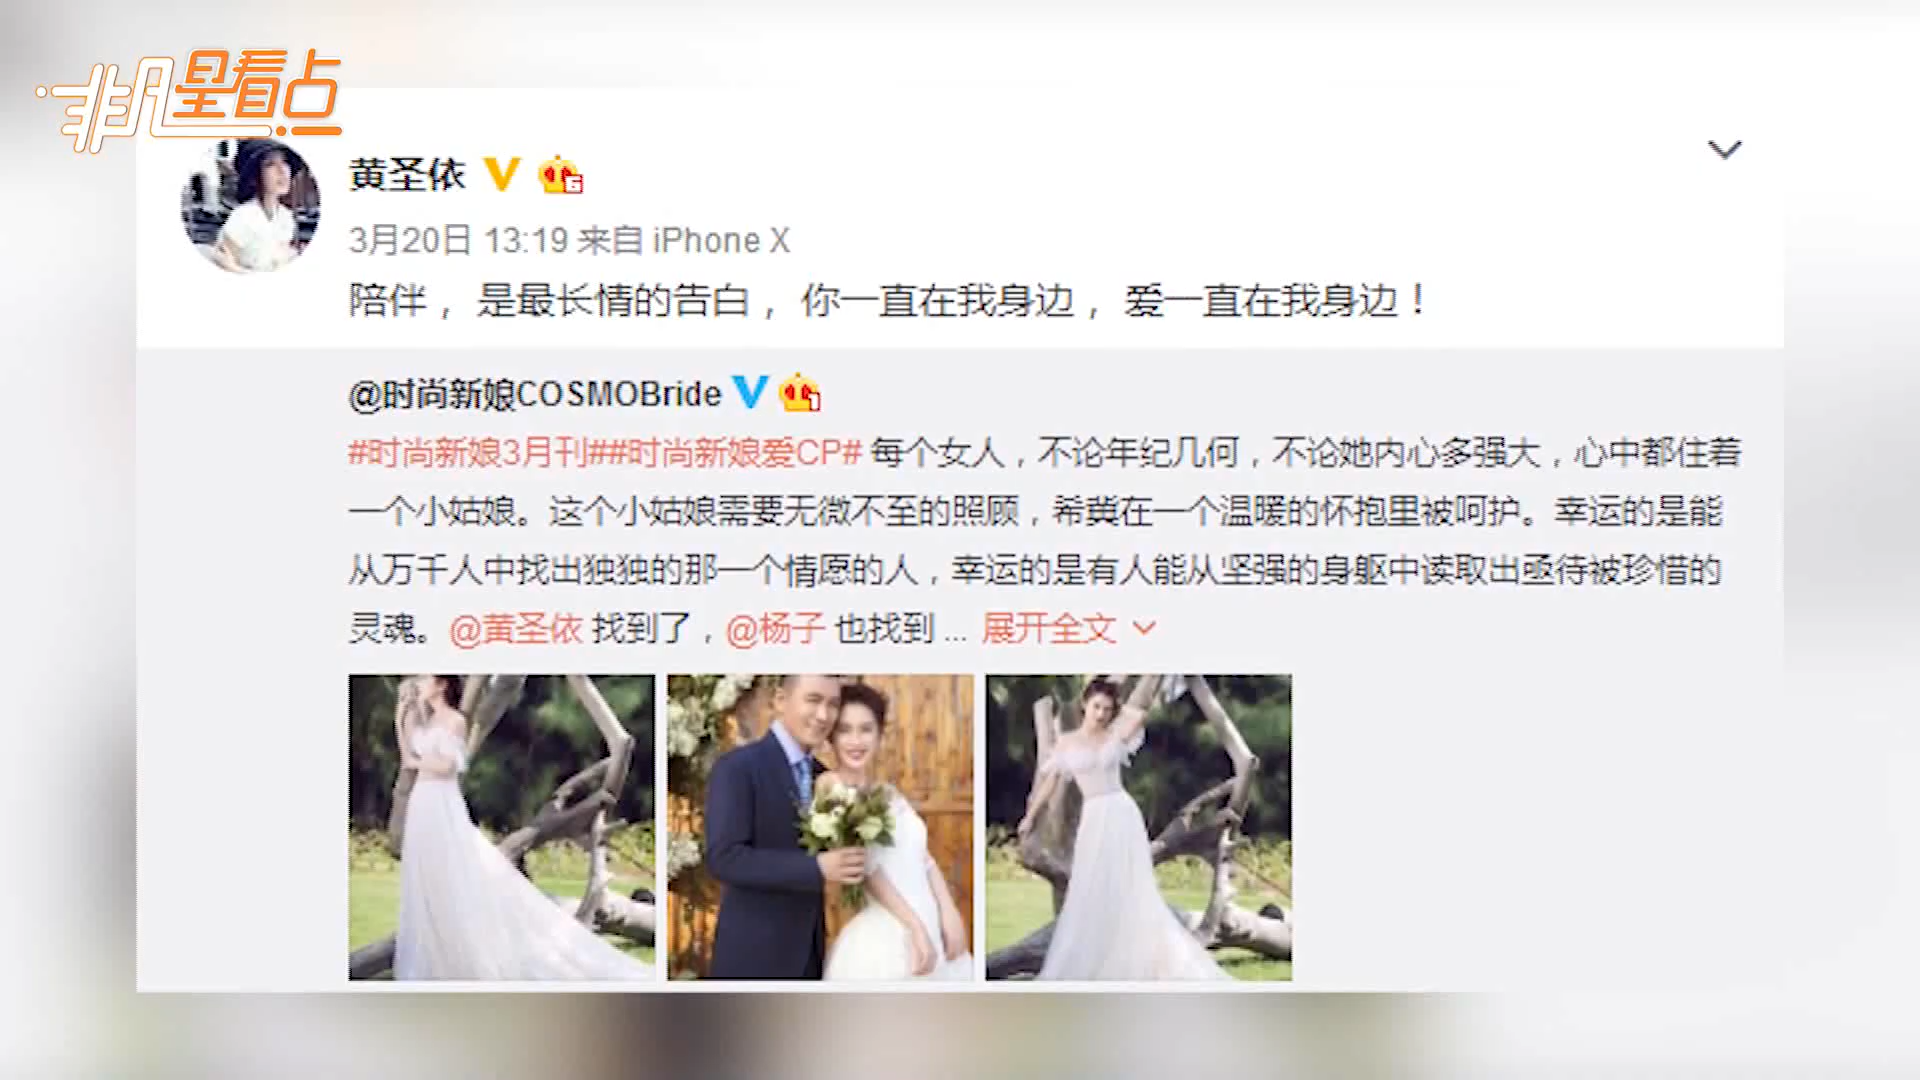 非凡星看点
黄圣依
6
3月20日 13:19 来自 iPhone X
陪伴，是最长情的告白，你一直在我身边，爱一直在我身边！
@时尚新娘COSMOBride
1
#时尚新娘3月刊##时尚新娘爱CP# 每个女人，不论年纪几何，不论她内心多强大，心中都住着
一个小姑娘。这个小姑娘需要无微不至的照顾，希冀在一个温暖的怀抱里被呵护。幸运的是能
从万千人中找出独独的那一个情愿的人，幸运的是有人能从坚强的身躯中读取出亟待被珍惜的
灵魂。@黄圣依 找到了，@杨子 也找到 ... 展开全文